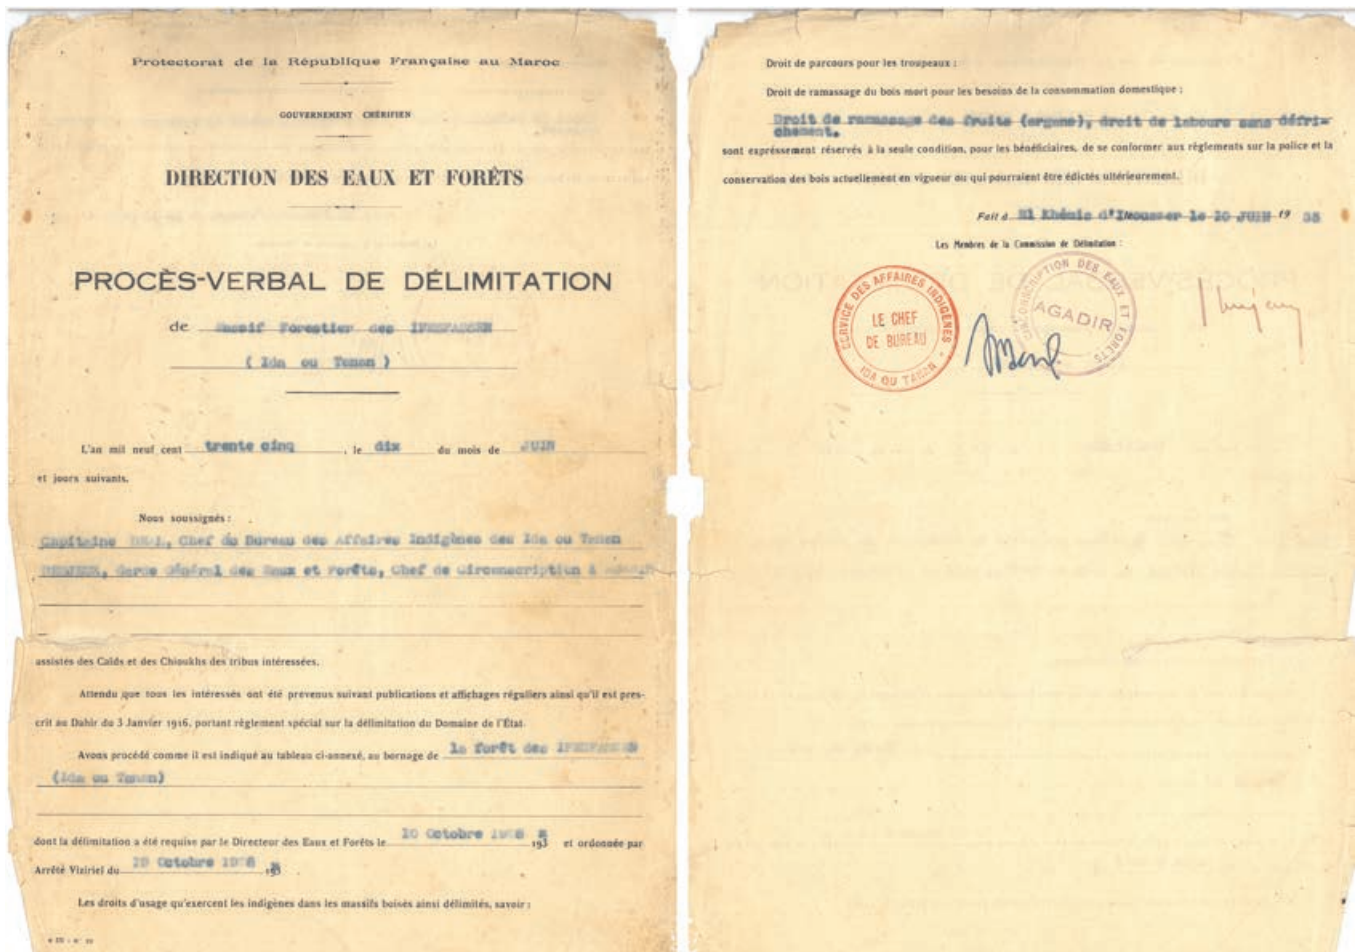 Protectorat de la République Française au Maroc
GOUVERNEMENT CHÉRIFIEN
DIRECTION DES EAUX ET FORÊTS
PROCÈS-VERBAL DE DÉLIMITATION
de Massif Forestier des
( Ida ou Tanan )
L'an mil neuf cent trente cinq , le dix du mois de JUIN
et jours suivants.
Nous soussignés :
Capitaine Chef du Bureau des Affaires Indigènes des Ida ou Tanan
Garde Général des Eaux et Forêts, Chef de Circonscription à
assistés des Caïds et des Chioukhs des tribus intéressées.
Attendu que tous les intéressés ont été prevenus suivant publications et affichages réguliers ainsi qu'il est pres-
crit au Dahir du 3 Janvier 1916, portant règlement spécial sur la délimitation du Domaine de l'État.
Avons procédé comme il est indiqué au tableau ci-annexé, au bornage de la forêt des
(Ida ou Tanan)
dont la délimitation a été requise par le Directeur des Eaux et Forêts le 10 Octobre 193 et ordonnée par
Arrêté Viziriel du Octobre
Les droits d'usage qu'exercent les indigènes dans les massifs boisés ainsi délimités, savoir :
Droit de parcours pour les troupeaux ;
Droit de ramassage du bois mort pour les besoins de la consommation domestique ;
Droit de ramassage des fruits (argans), droit de labours sans défri-
chement.
sont expréssement réservés à la seule condition, pour les bénéficiaires, de se conformer aux règlements sur la police et la
conservation des bois actuellement en vigueur ou qui pourraient être édictés ultérieurement.
Fait à El Khémis le 10 JUIN 19 35
Les Membres de la Commission de Délimitation :
SERVICE DES AFFAIRES INDIGÈNES
LE CHEF
DE BUREAU
IDA OU TANAN
CIRCONSCRIPTION DES EAUX ET FORÊTS
AGADIR